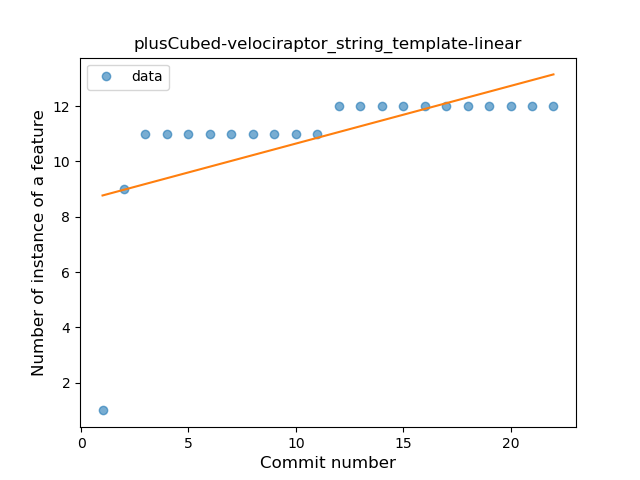 plusCubed-velociraptor_string_template-linear
data
Number of instance of a feature
12
10
8
6
4
2
0
5
10
15
20
Commit number